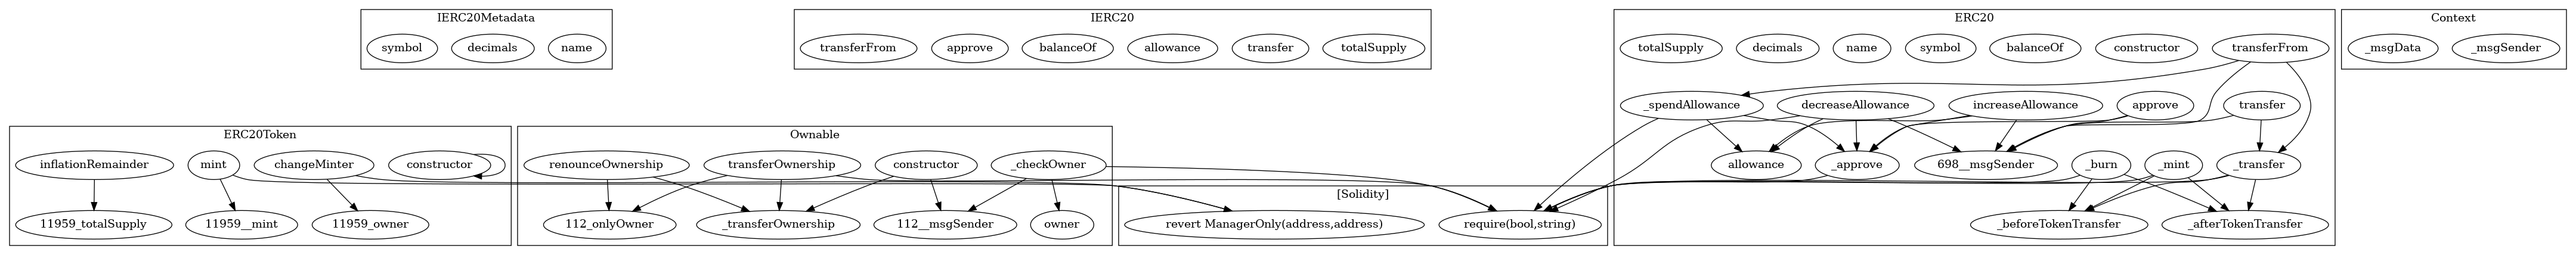 IERC20Metadata
symbol
decimals
name
IERC20
transferFrom
approve
balanceOf
allowance
transfer
totalSupply
ERC20
totalSupply
decimals
name
symbol
balanceOf
constructor
transferFrom
_spendAllowance
decreaseAllowance
increaseAllowance
approve
transfer
allowance
_approve
698__msgSender
_burn
_mint
_transfer
_beforeTokenTransfer
_afterTokenTransfer
Context
_msgData
_msgSender
ERC20Token
inflationRemainder
mint
changeMinter
constructor
11959_totalSupply
11959__mint
11959_owner
Ownable
renounceOwnership
transferOwnership
constructor
_checkOwner
112_onlyOwner
_transferOwnership
112__msgSender
owner
[Solidity]
revert ManagerOnly(address,address)
require(bool,string)